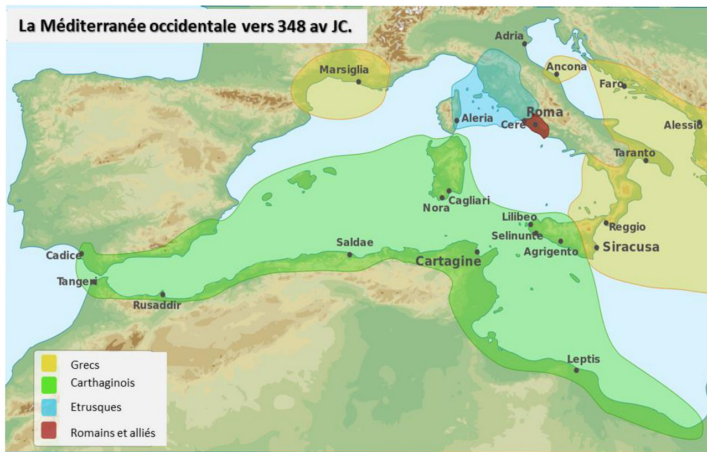 La Méditerranée occidentale vers 348 av JC.
Adria
Marsiglia
Ancona
Faro
Roma
Aleria
Cere
Alessio
Taranto
Cagliari
Nora
Lilibeo
Reggio
Selinunte
Siracusa
Agrigento
Cadice
Saldae
Cartagine
Tangeri
Rusaddir
Leptis
Grecs
Carthaginois
Etrusques
Romains et alliés